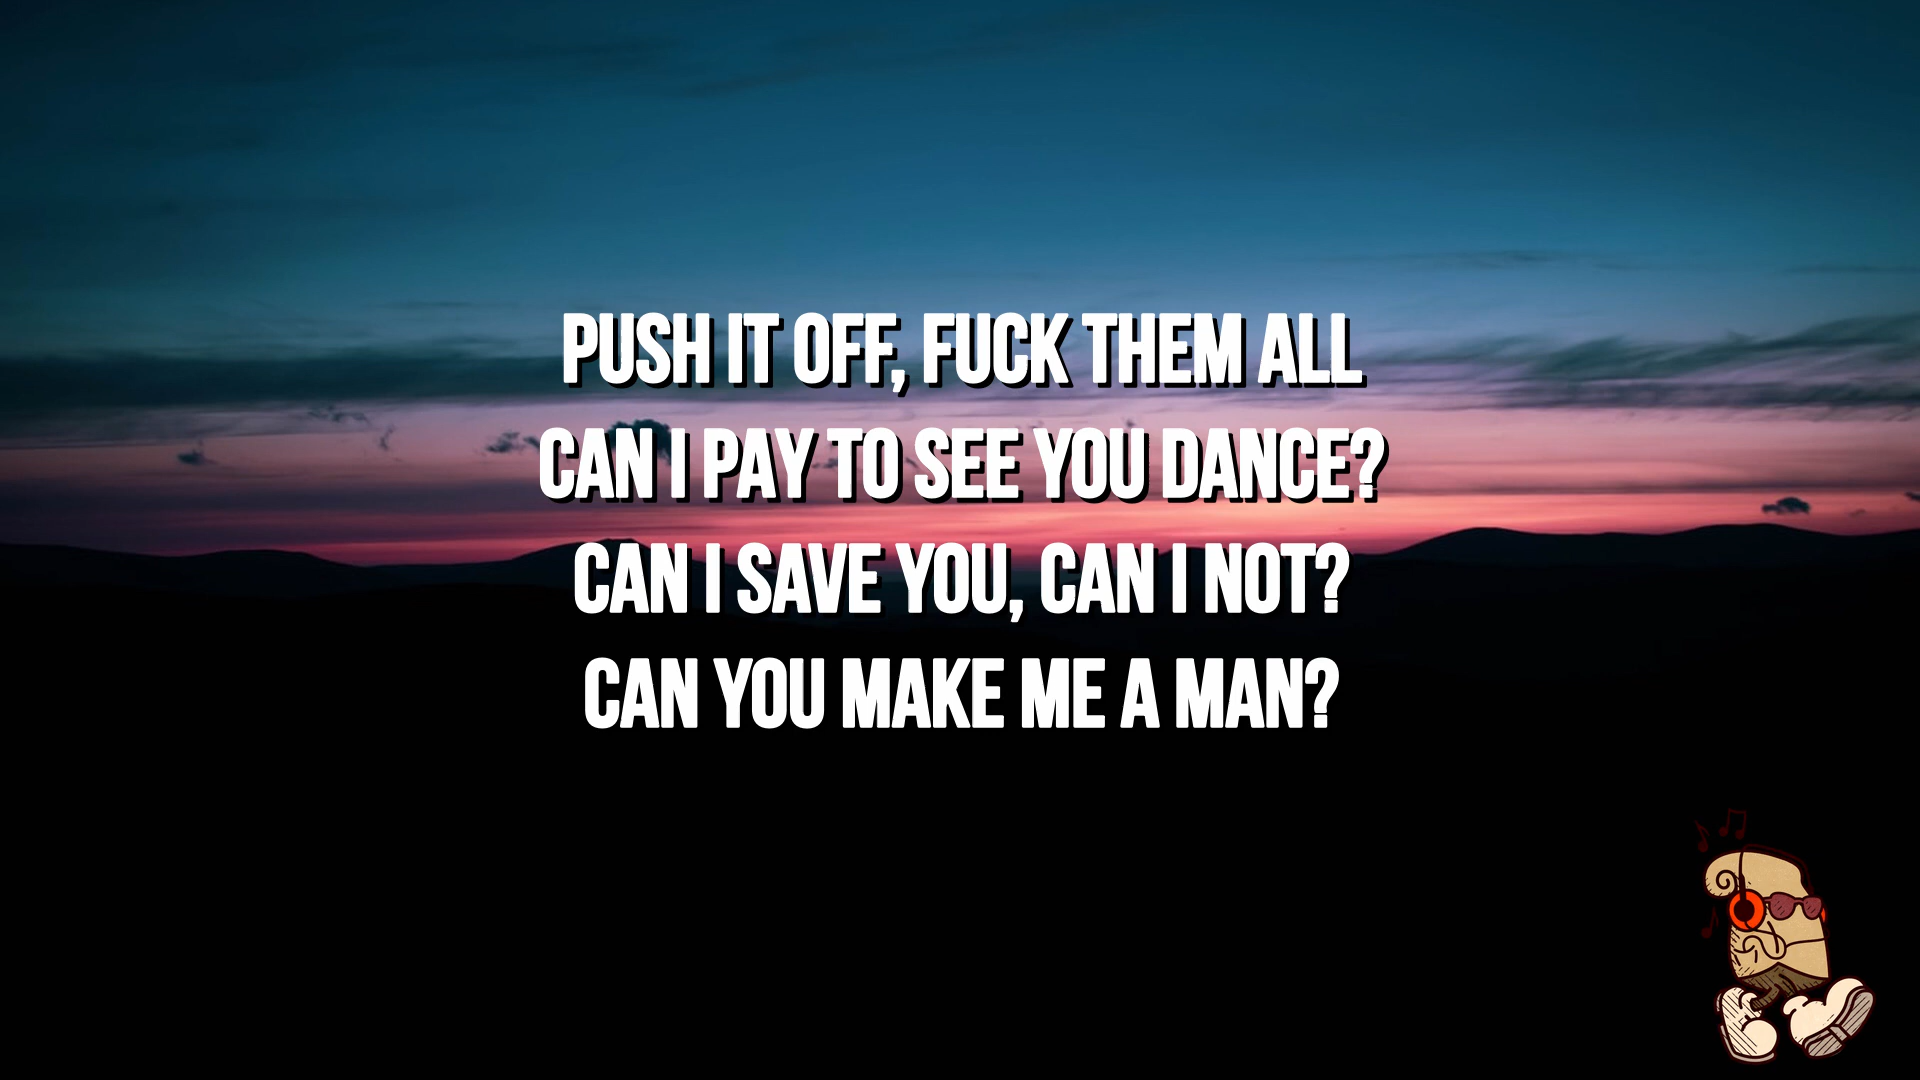 PUSH IT OFF, FUCK THEM ALL
CAN I PAY TO SEE YOU DANCE?
CAN I SAVE YOU, CAN I NOT?
CAN YOU MAKE ME A MAN?